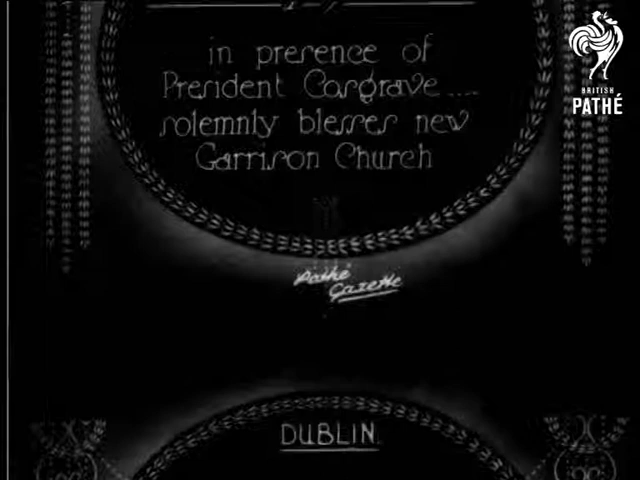 in presence of
President Cosgrave....
solemnly blesses new
Garrison Church
Pathé
Gazette
DUBLIN.
BRITISH
PATHÉ